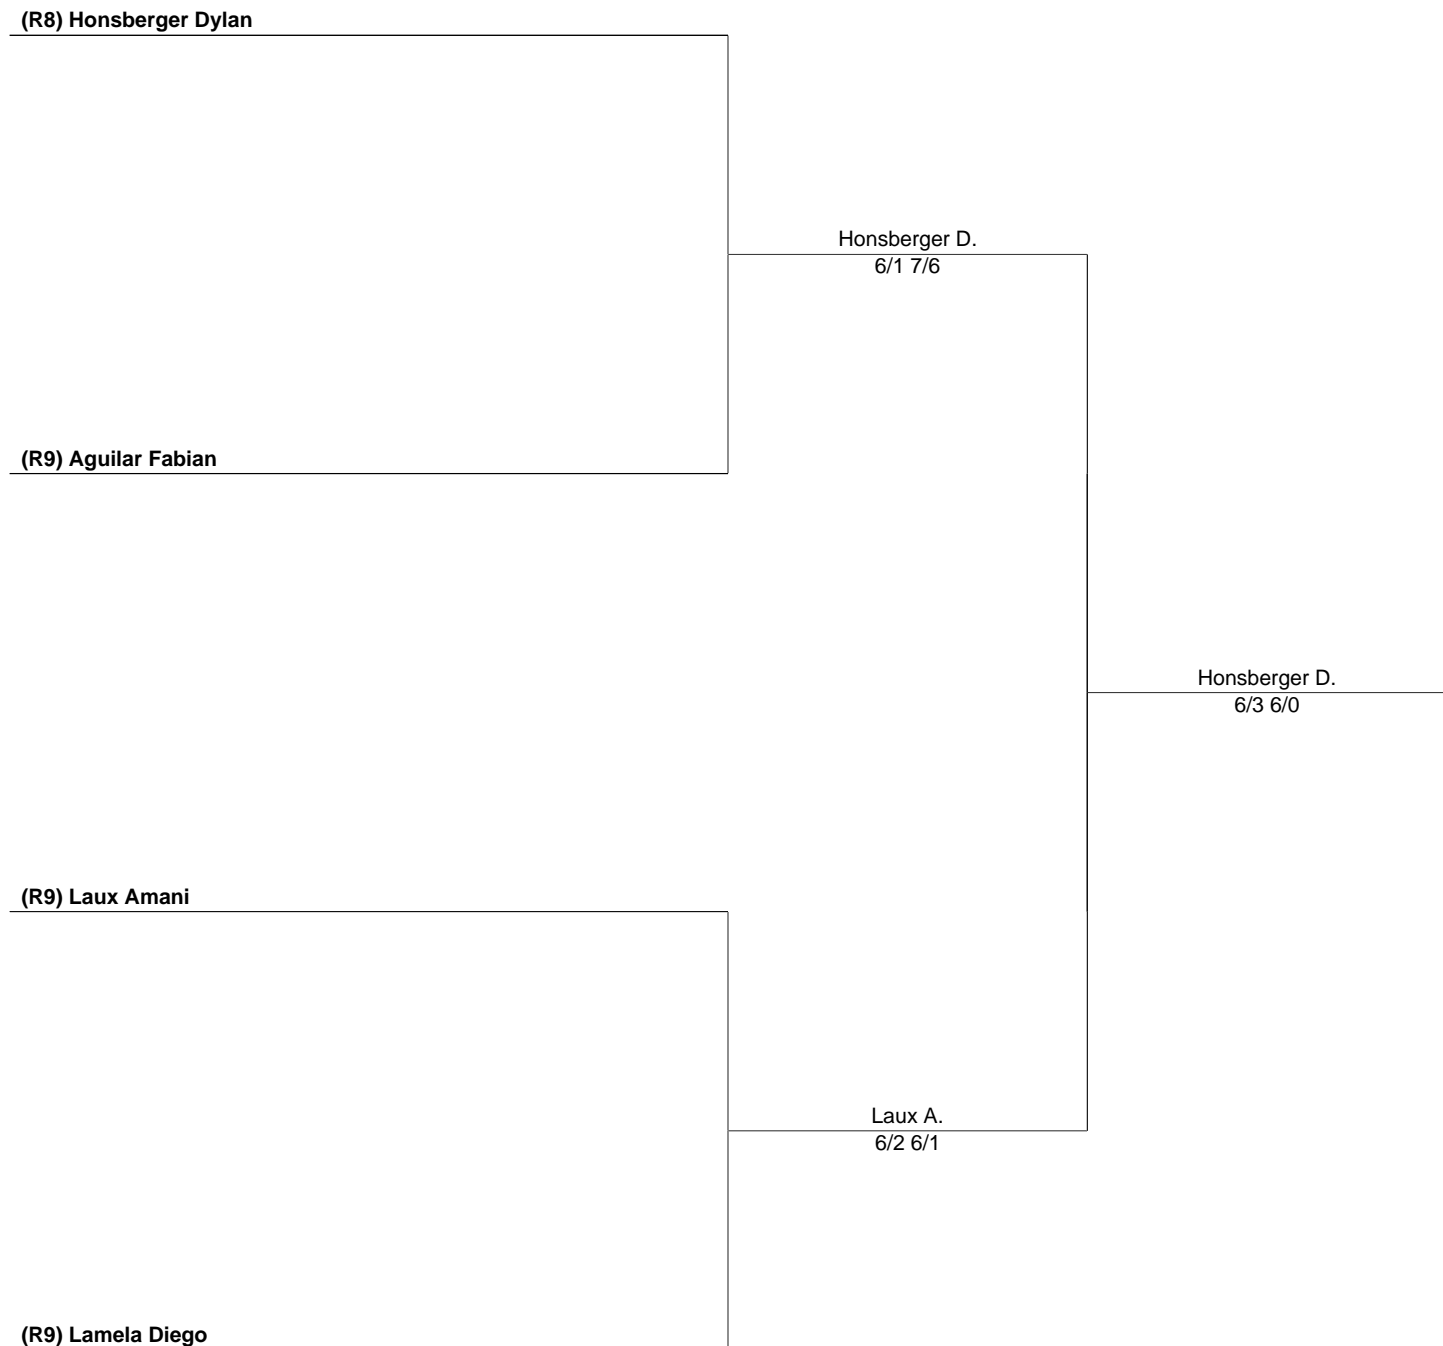 (R8) Honsberger Dylan
Honsberger D.
6/1 7/6
(R9) Aguilar Fabian
Honsberger D.
6/3 6/0
(R9) Laux Amani
Laux A.
6/2 6/1
(R9) Lamela Diego